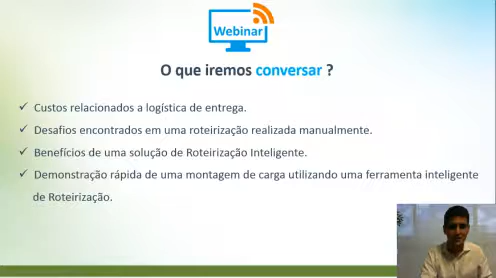 Webinar
O que iremos conversar ?
✓ Custos relacionados a logística de entrega.
✓ Desafios encontrados em uma roteirização realizada manualmente.
✓ Benefícios de uma solução de Roteirização Inteligente.
✓ Demonstração rápida de uma montagem de carga utilizando uma ferramenta inteligente
de Roteirização.